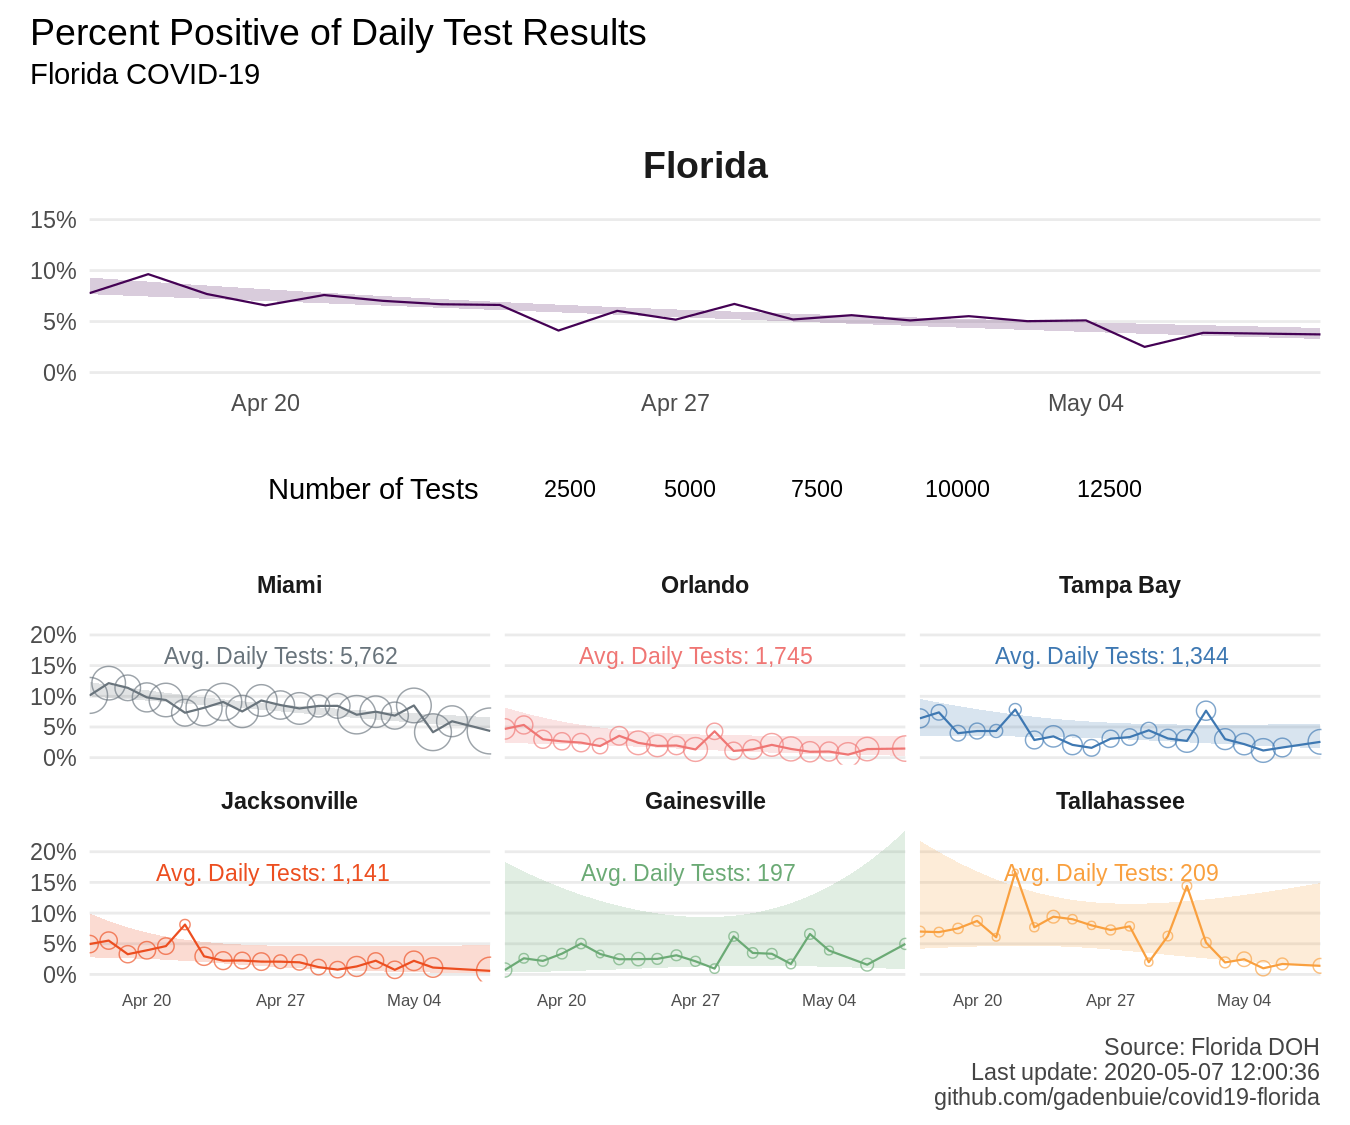 Percent Positive of Daily Test Results
Florida COVID-19
Florida
15%
10%
5%
0%
Apr 20 Apr 27 May 04
Number of Tests 2500 5000 7500 10000 12500
Miami Orlando Tampa Bay
20%
Avg. Daily Tests: 5,762 Avg. Daily Tests: 1,745 Avg. Daily Tests: 1,344
15%
10%
5%
0%
Jacksonville Gainesville Tallahassee
20%
Avg. Daily Tests: 1,141 Avg. Daily Tests: 197 Avg. Daily Tests: 209
15%
10%
5%
0%
Apr 20 Apr 27 May 04 Apr 20 Apr 27 May 04 Apr 20 Apr 27 May 04
Source: Florida DOH
Last update: 2020-05-07 12:00:36
github.com/gadenbuie/covid19-florida